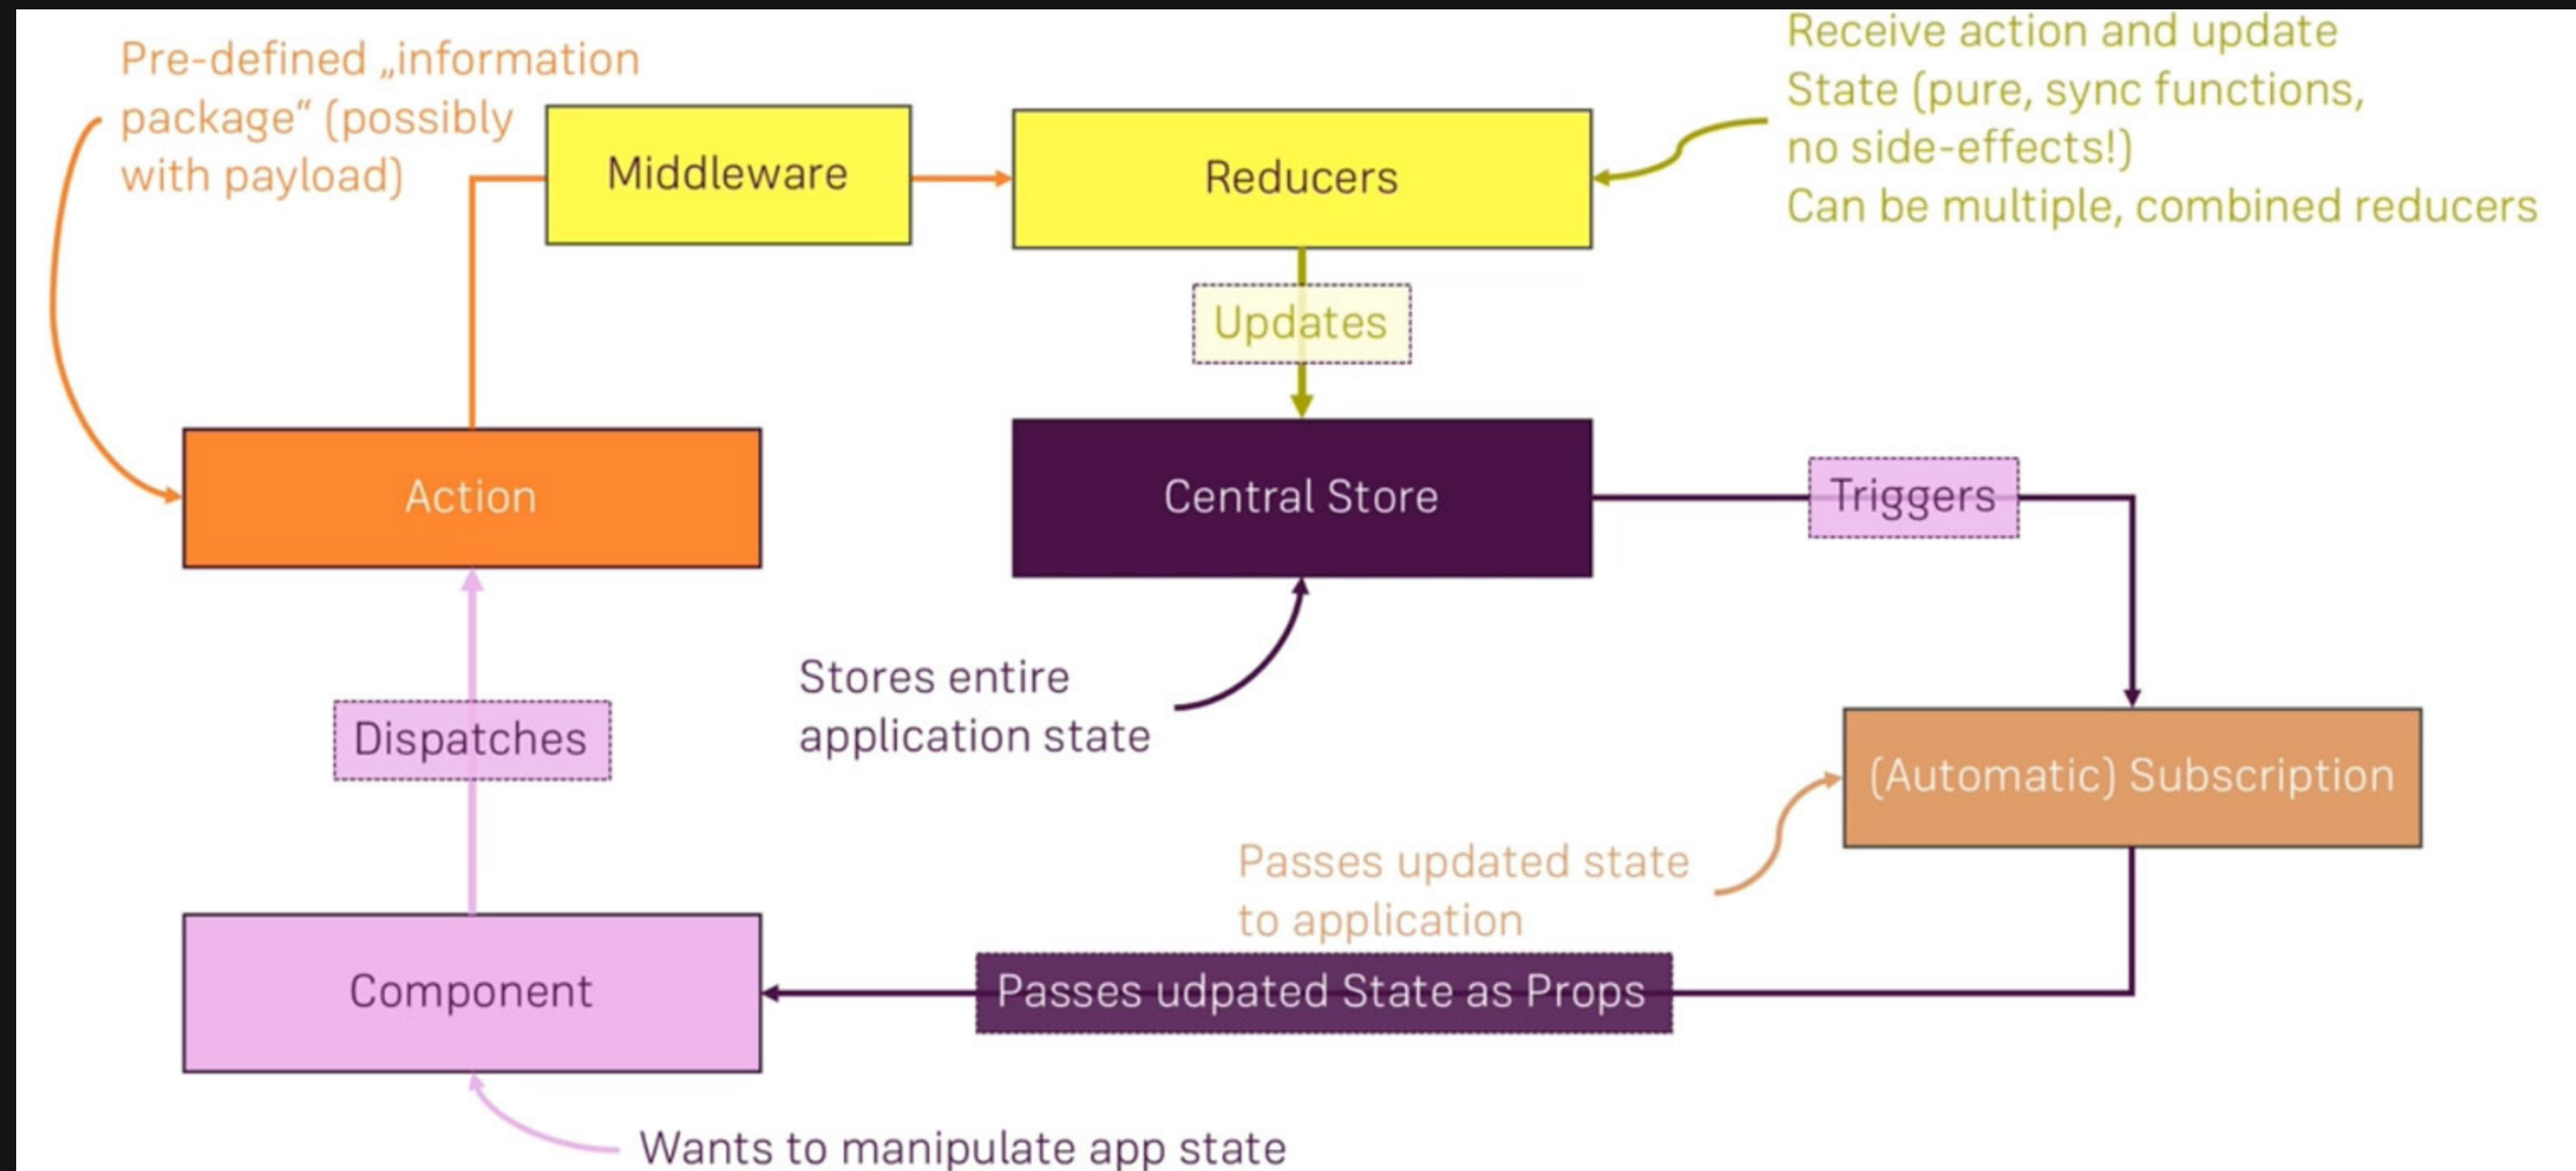 Pre-defined „information
package“ (possibly
with payload)
Middleware
Reducers
Receive action and update
State (pure, sync functions,
no side-effects!)
Can be multiple, combined reducers
Updates
Action
Central Store
Triggers
Stores entire
application state
Dispatches
(Automatic) Subscription
Passes updated state
to application
Component
Passes udpated State as Props
Wants to manipulate app state